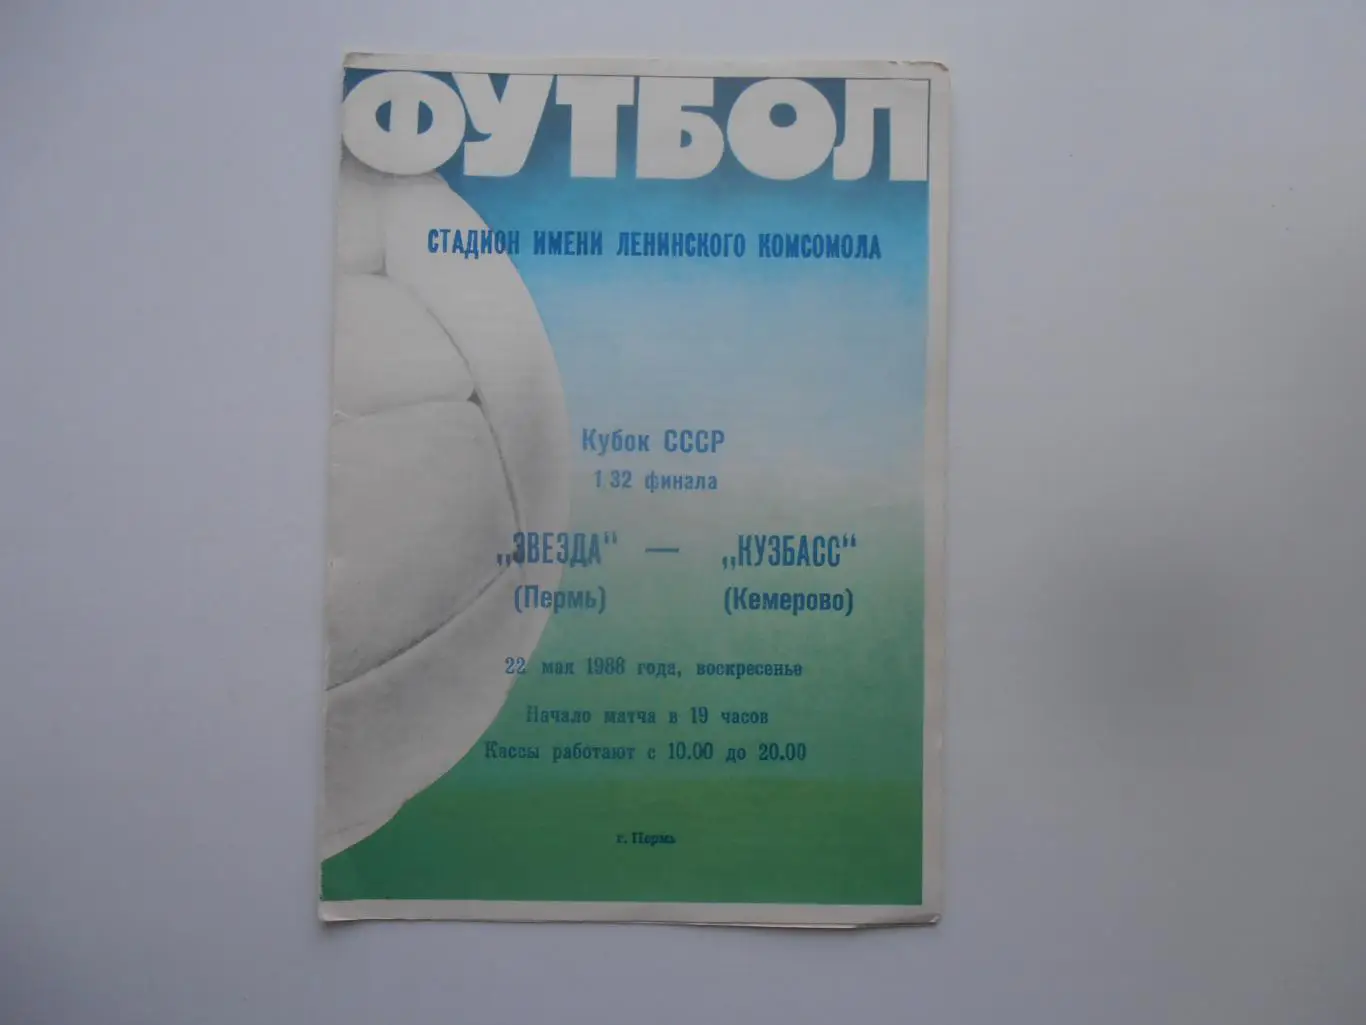 ФУТБОЛ
СТАДИОН ИМЕНИ ЛЕНИНСКОГО КОМСОМОЛА
Кубок СССР
1/32 финала
„ЗВЕЗДА“ — „КУЗБАСС“
(Пермь) (Кемерово)
22 мая 1988 года, воскресенье
Начало матча в 19 часов
Кассы работают с 10.00 до 20.00
г. Пермь